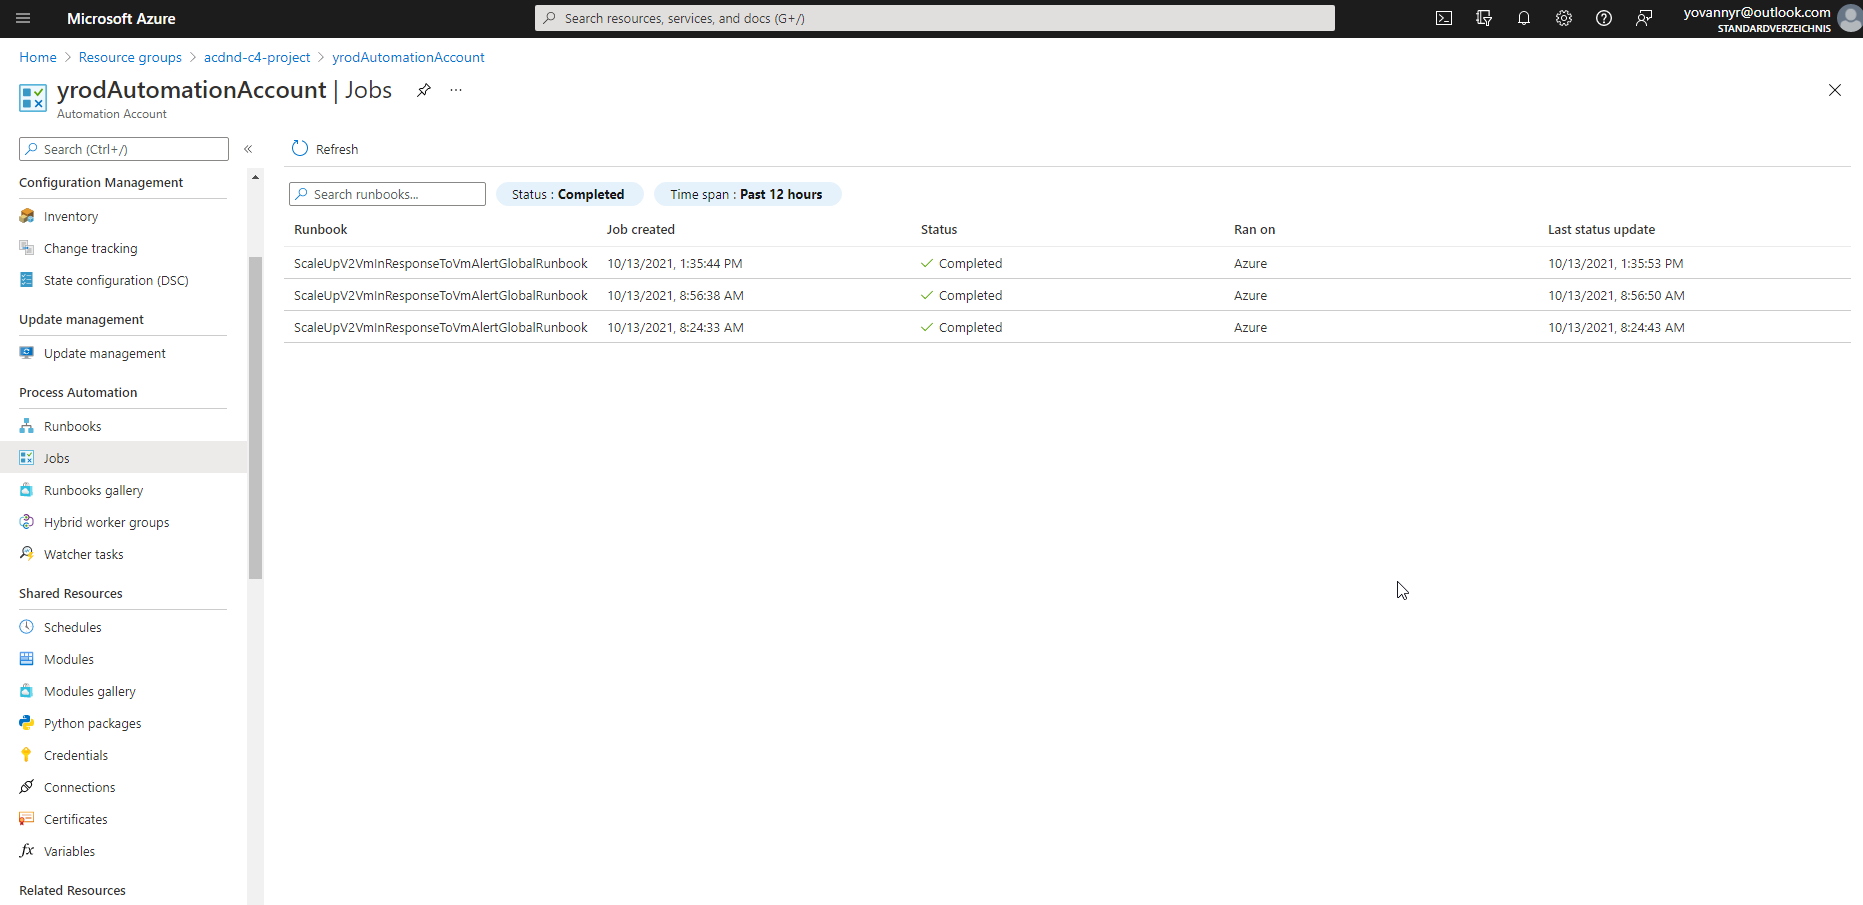 Microsoft Azure
Search resources, services, and docs (G+/)
yovannyr@outlook.com
STANDARDVERZEICHNIS
Home > Resource groups > acdnd-c4-project > yrodAutomationAccount
yrodAutomationAccount | Jobs
Automation Account
Search (Ctrl+/)
Configuration Management
Inventory
Change tracking
State configuration (DSC)
Update management
Update management
Process Automation
Runbooks
Jobs
Runbooks gallery
Hybrid worker groups
Watcher tasks
Shared Resources
Schedules
Modules
Modules gallery
Python packages
Credentials
Connections
Certificates
Variables
Related Resources
Refresh
Search runbooks...
Status : Completed
Time span : Past 12 hours
Runbook Job created Status Ran on Last status update
ScaleUpV2VmInResponseToVmAlertGlobalRunbook 10/13/2021, 1:35:44 PM Completed Azure 10/13/2021, 1:35:53 PM
ScaleUpV2VmInResponseToVmAlertGlobalRunbook 10/13/2021, 8:56:38 AM Completed Azure 10/13/2021, 8:56:50 AM
ScaleUpV2VmInResponseToVmAlertGlobalRunbook 10/13/2021, 8:24:33 AM Completed Azure 10/13/2021, 8:24:43 AM